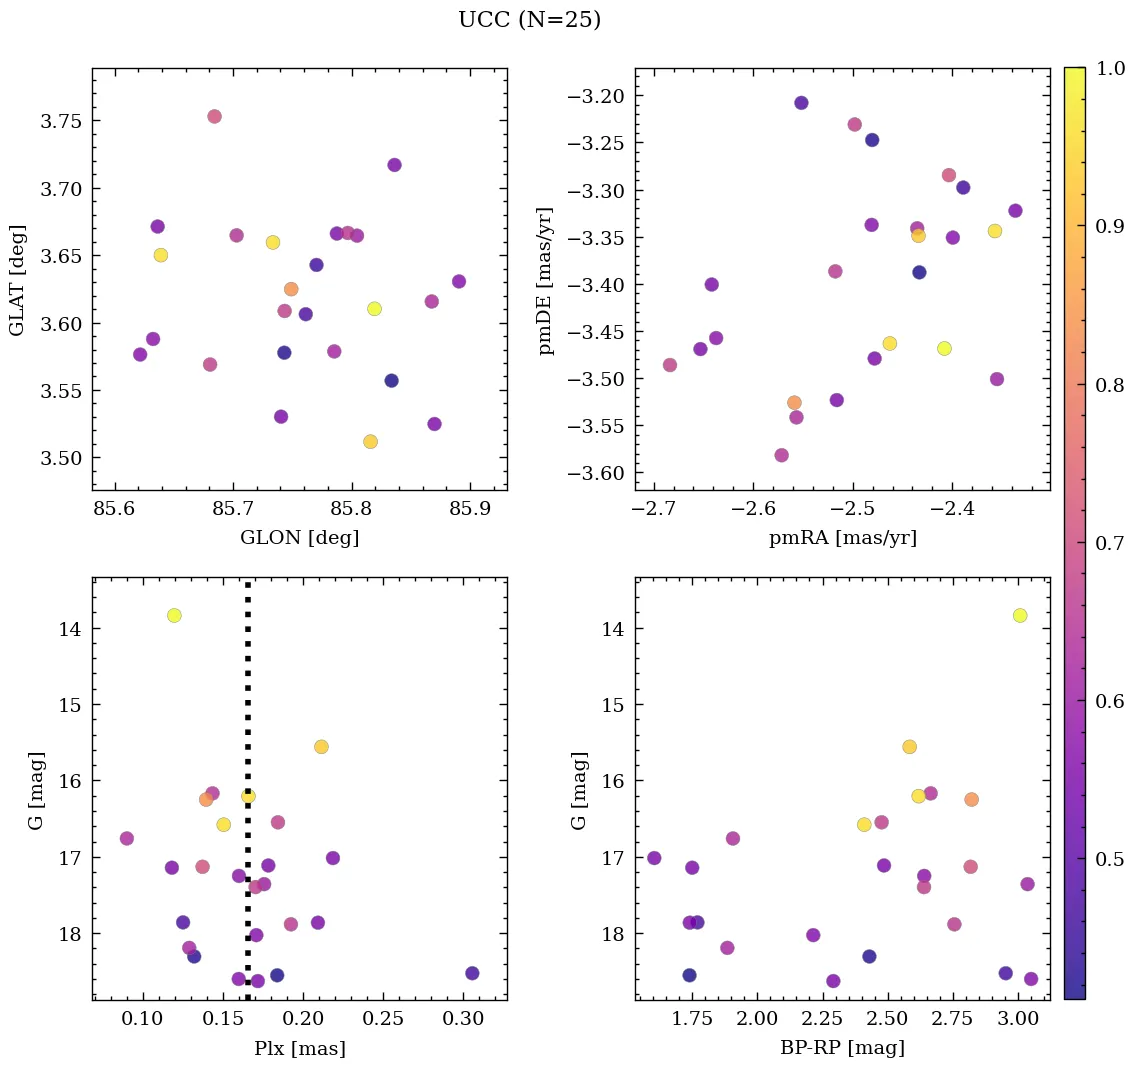 UCC (N=25)
3.75
3.70
3.65
3.60
3.55
3.50
GLAT [deg]
85.6 85.7 85.8 85.9
GLON [deg]
−3.20
−3.25
−3.30
−3.35
−3.40
−3.45
−3.50
−3.55
−3.60
pmDE [mas/yr]
−2.7 −2.6 −2.5 −2.4
pmRA [mas/yr]
14
15
16
17
18
G [mag]
0.10 0.15 0.20 0.25 0.30
Plx [mas]
14
15
16
17
18
G [mag]
1.75 2.00 2.25 2.50 2.75 3.00
BP-RP [mag]
1.0
0.9
0.8
0.7
0.6
0.5